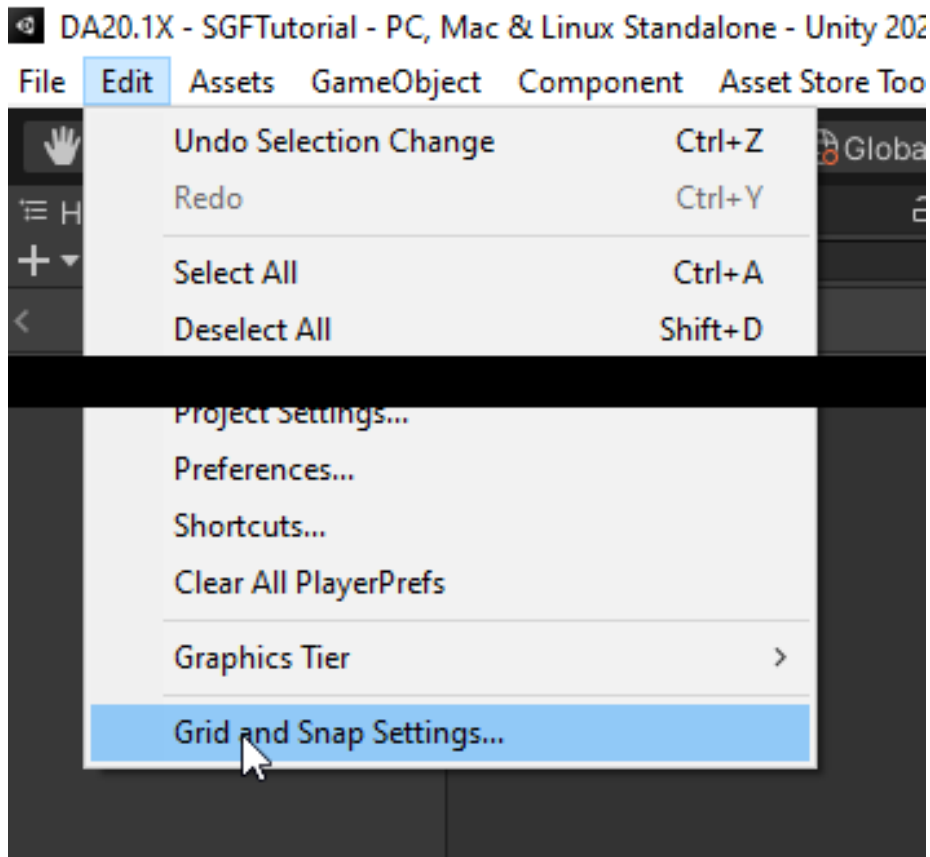 DA20.1X - SGFTutorial - PC, Mac & Linux Standalone - Unity 202
File Edit Assets GameObject Component Asset Store Too
Undo Selection Change Ctrl+Z
Globa
Redo Ctrl+Y
H
Select All Ctrl+A
Deselect All Shift+D
Project Settings...
Preferences...
Shortcuts...
Clear All PlayerPrefs
Graphics Tier
Grid and Snap Settings...